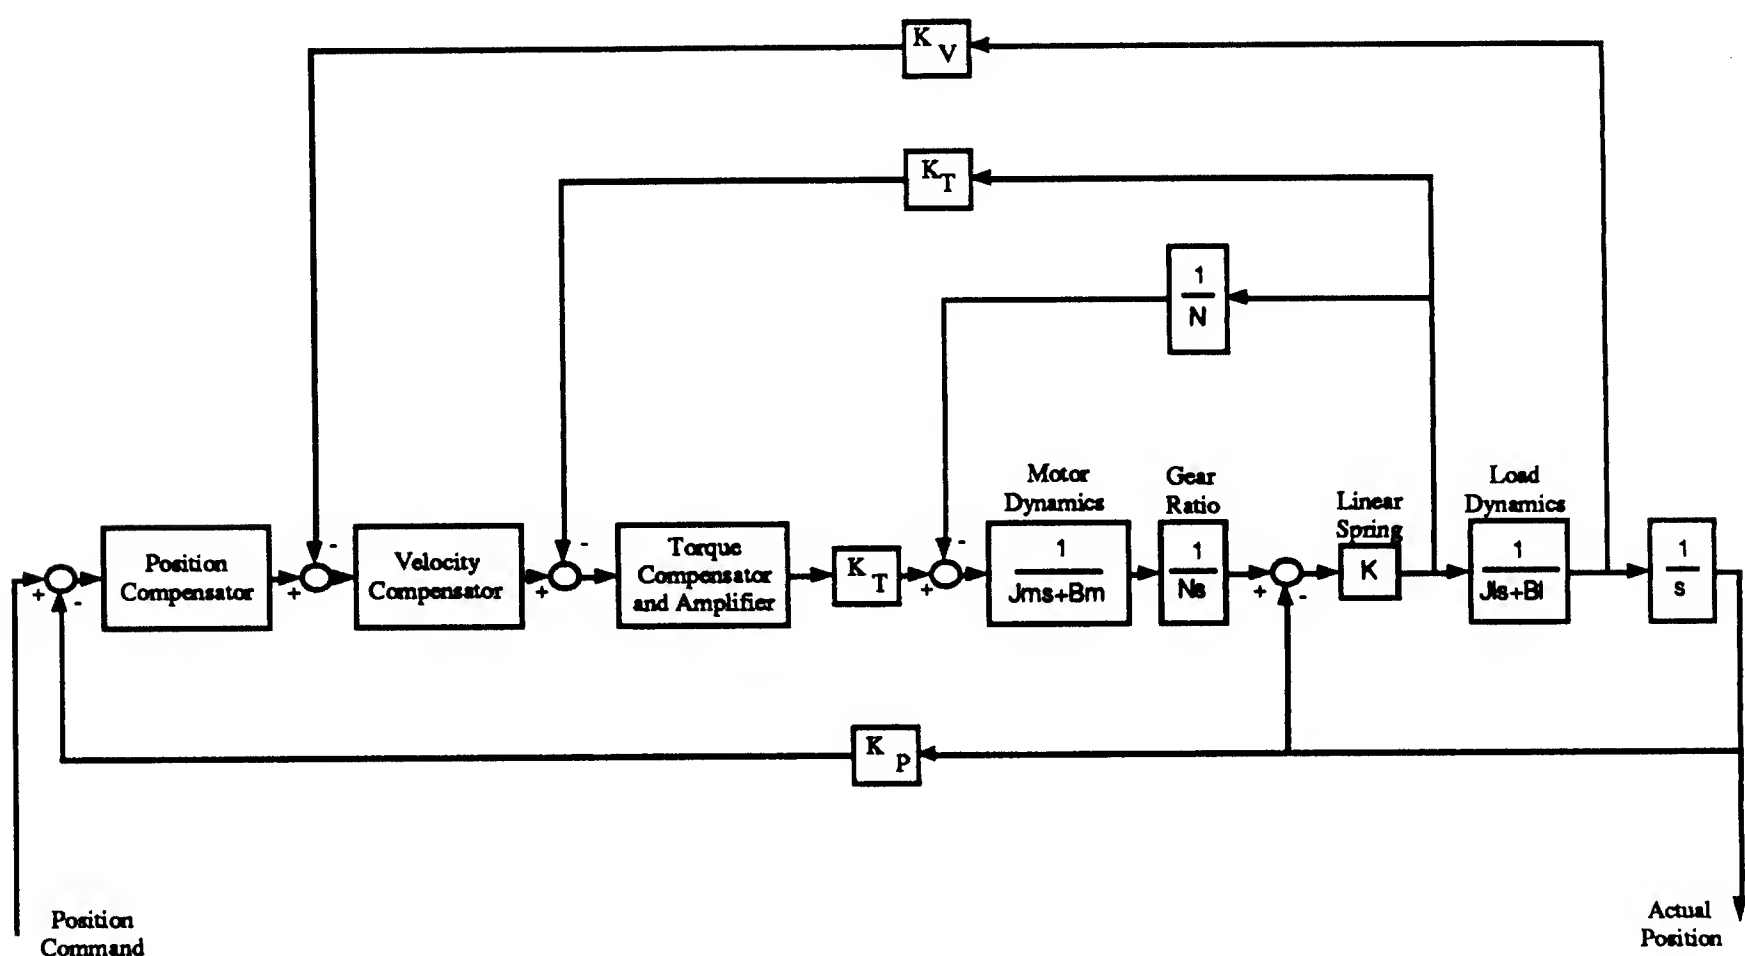 K V
K T
1
N
Motor
Dynamics
Gear
Ratio
Linear
Spring
Load
Dynamics
Position
Compensator
Velocity
Compensator
Torque
Compensator
and Amplifier
K T
1
Jms+Bm
1
Ns
K
1
Jls+Bl
1
s
+
-
+
-
+
-
+
-
+
-
K P
Position
Command
Actual
Position